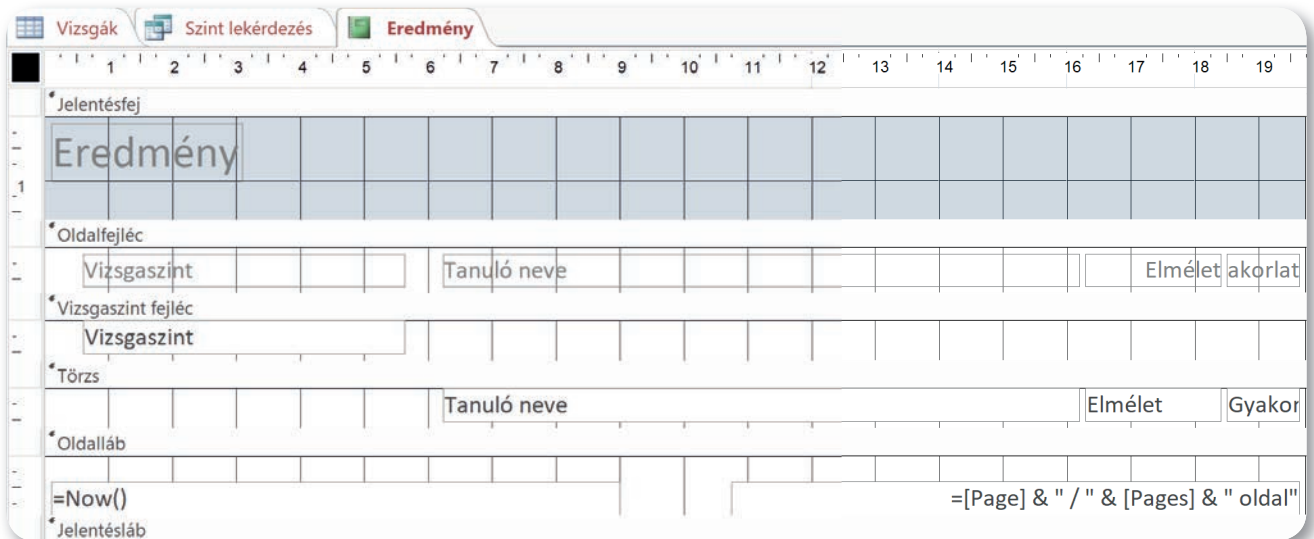 Vizsgák Szint lekérdezés Eredmény
1 2 3 4 5 6 7 8 9 10 11 12 13 14 15 16 17 18 19
Jelentésfej
Eredmény
1
Oldalfejléc
Vizsgaszint Tanuló neve Elmélet akorlat
Vizsgaszint fejléc
Vizsgaszint
Törzs
Tanuló neve Elmélet Gyakor
Oldalláb
=Now() =[Page] & " / " & [Pages] & " oldal"
Jelentésláb